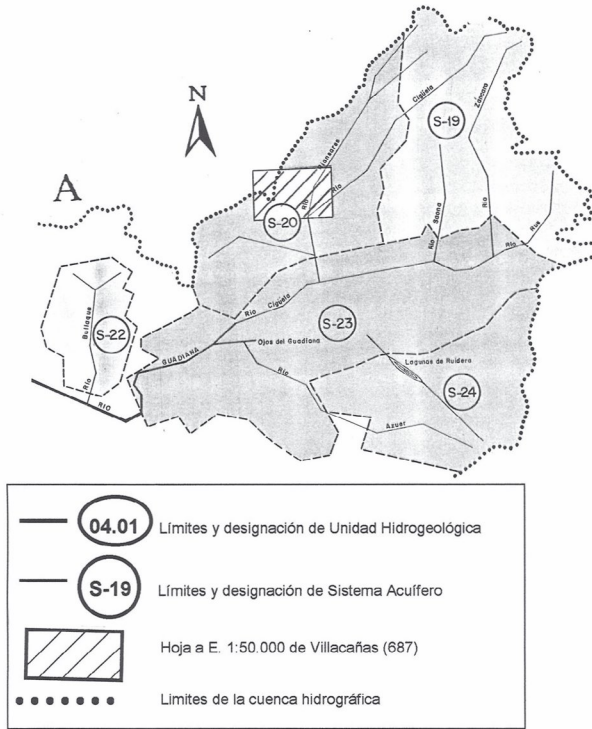 N
A
S-19
Río Riansares
Río Cigüela
Río Záncara
S-20
Río Saona
Río Rus
S-22
Río Bullaque
Río Cigüela
S-23
Ojos del Guadiana
GUADIANA
RIO
Río
Azuer
Lagunas de Ruidera
S-24
04.01 Límites y designación de Unidad Hidrogeológica
S-19 Límites y designación de Sistema Acuífero
Hoja a E. 1:50.000 de Villacañas (687)
Limites de la cuenca hidrográfica